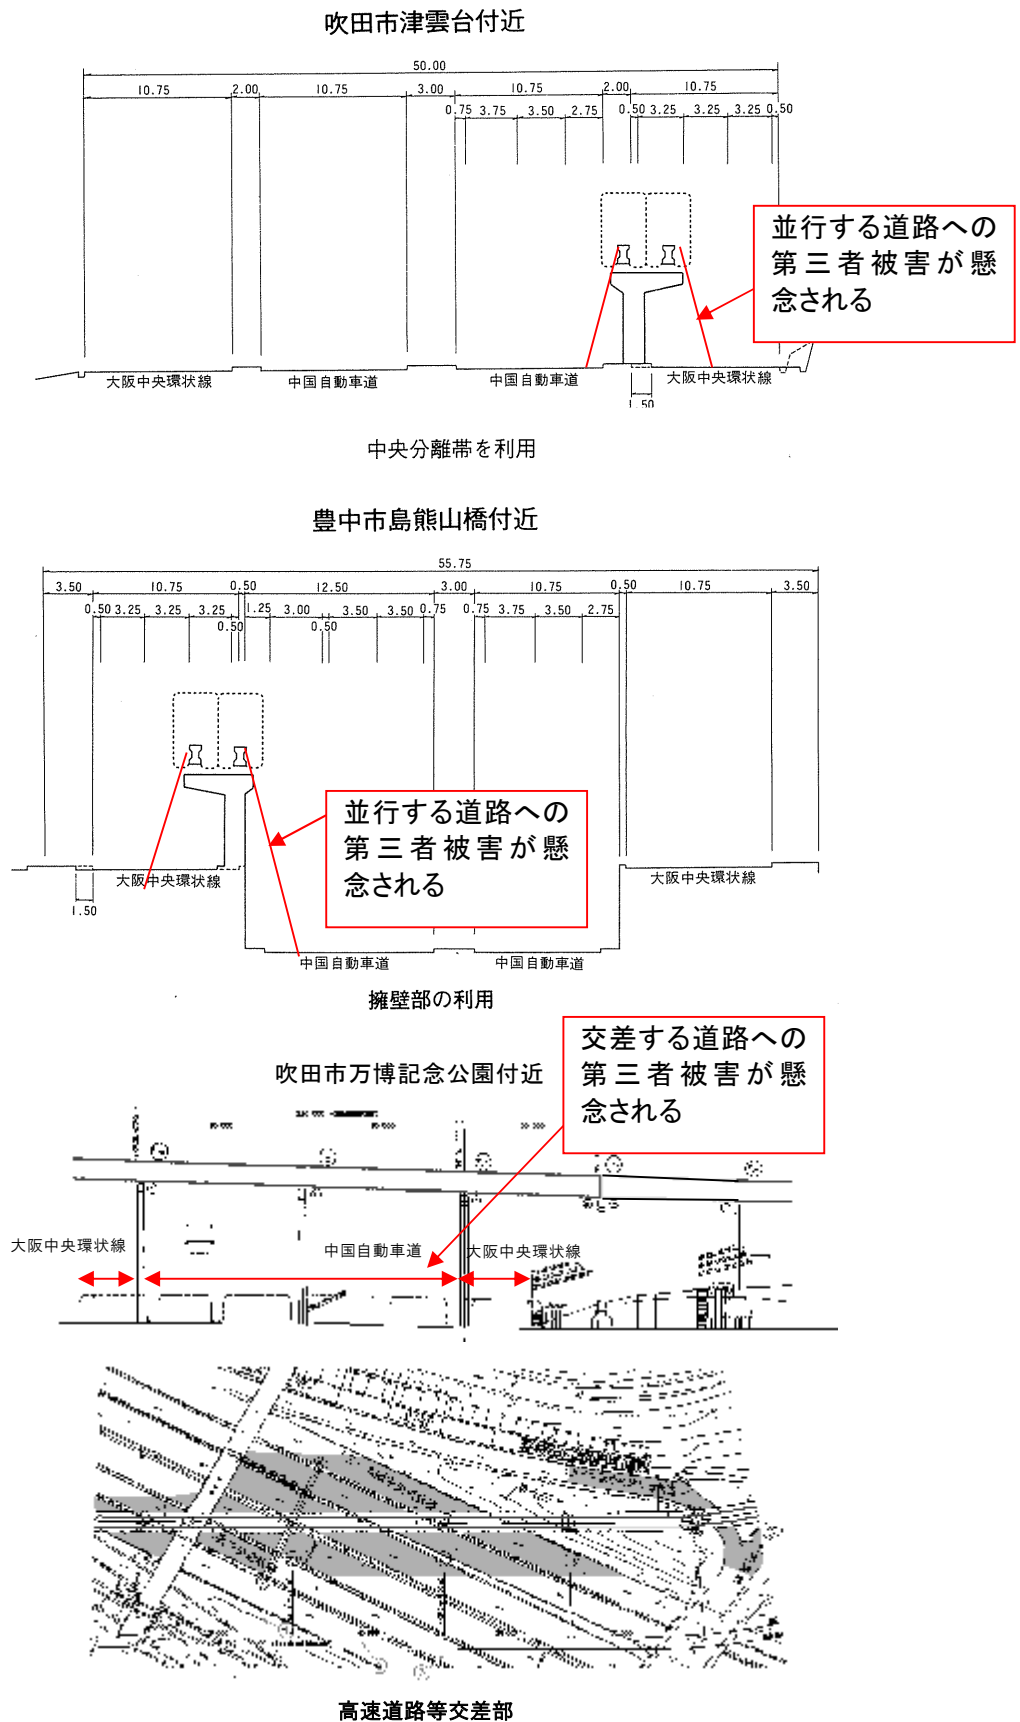 吹田市津雲台付近
50.00
10.75 2.00 10.75 3.00 10.75 2.00 10.75
0.75 3.75 3.50 2.75 0.50 3.25 3.25 3.25 0.50
並行する道路への
第三者被害が懸
念される
大阪中央環状線 中国自動車道 中国自動車道 大阪中央環状線
1.50
中央分離帯を利用
豊中市島熊山橋付近
55.75
3.50 10.75 0.50 12.50 3.00 10.75 0.50 10.75 3.50
0.50 3.25 3.25 3.25 1.25 3.00 3.50 3.50 0.75 0.75 3.75 3.50 2.75
0.50 0.50
並行する道路への
第三者被害が懸
念される
大阪中央環状線 大阪中央環状線
1.50
中国自動車道 中国自動車道
擁壁部の利用
交差する道路への
第三者被害が懸
念される
吹田市万博記念公園付近
大阪中央環状線 中国自動車道 大阪中央環状線
高速道路等交差部